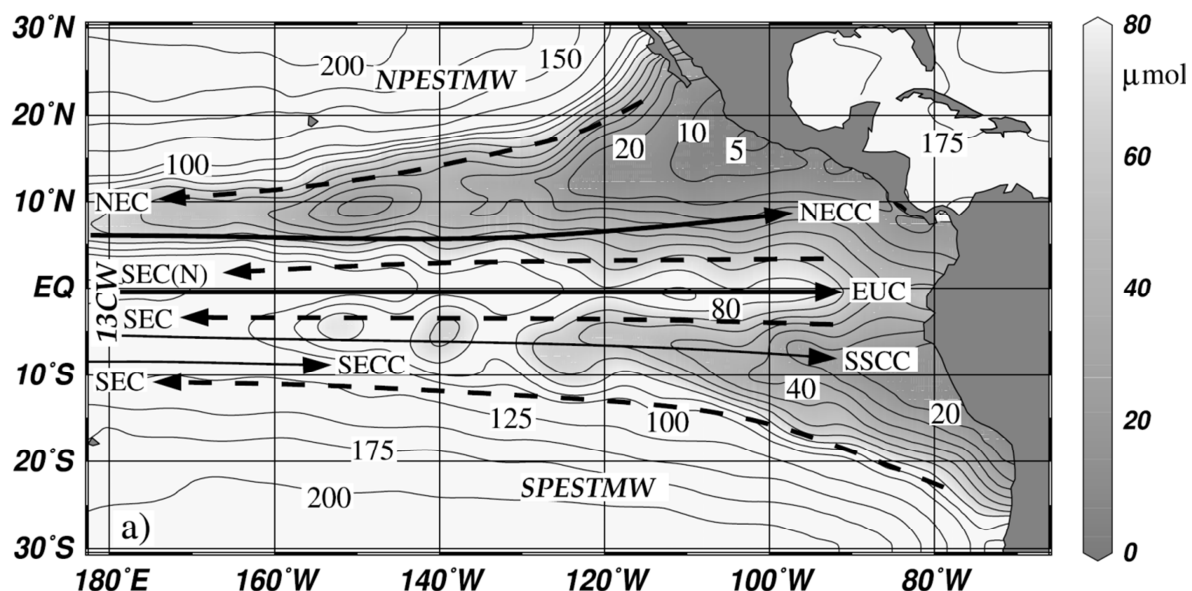 30°N
20°N
10°N
EQ
10°S
20°S
30°S
180°E 160°W 140°W 120°W 100°W 80°W
200
NPESTMW
150
100
20
10
5
175
NEC
NECC
SEC(N)
13CW
EUC
80
SEC
SECC
SSCC
SEC
40
20
125
100
175
200
SPESTMW
a)
80
µmol
60
40
20
0